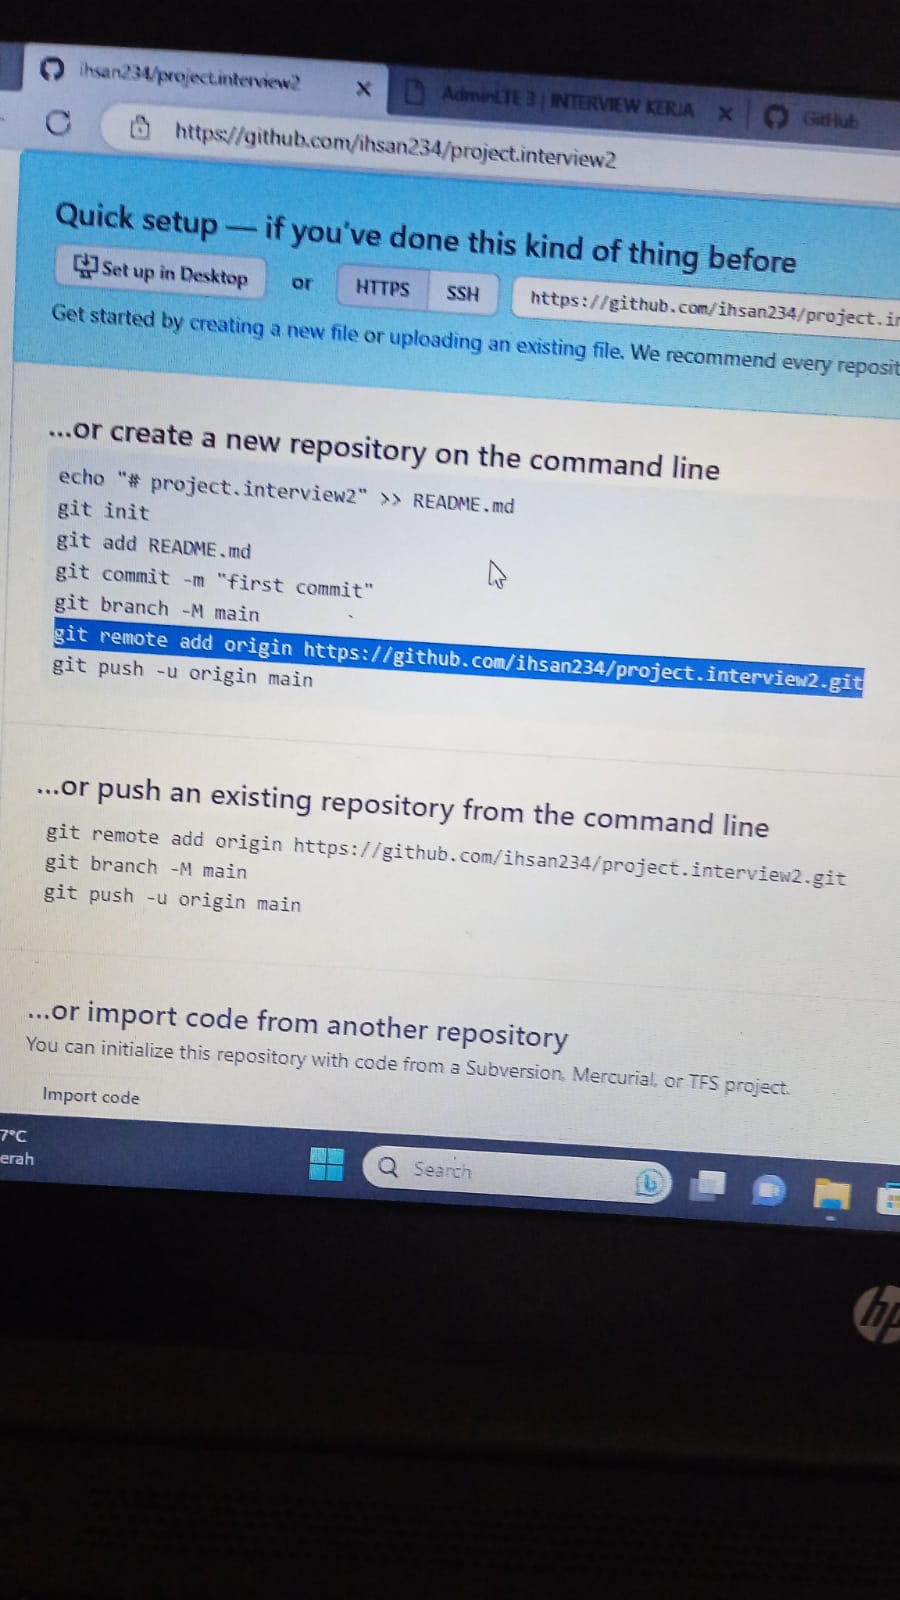 ihsan234/project.interview2
AdminLTE 3 | INTERVIEW KERJA
GitHub
https://github.com/ihsan234/project.interview2
Quick setup — if you've done this kind of thing before
Set up in Desktop
or
HTTPS
SSH
https://github.com/ihsan234/project.in
Get started by creating a new file or uploading an existing file. We recommend every reposit
...or create a new repository on the command line
echo "# project.interview2" >> README.md
git init
git add README.md
git commit -m "first commit"
git branch -M main
git remote add origin https://github.com/ihsan234/project.interview2.git
git push -u origin main
...or push an existing repository from the command line
git remote add origin https://github.com/ihsan234/project.interview2.git
git branch -M main
git push -u origin main
...or import code from another repository
You can initialize this repository with code from a Subversion, Mercurial, or TFS project.
Import code
7°C
erah
Search
hp